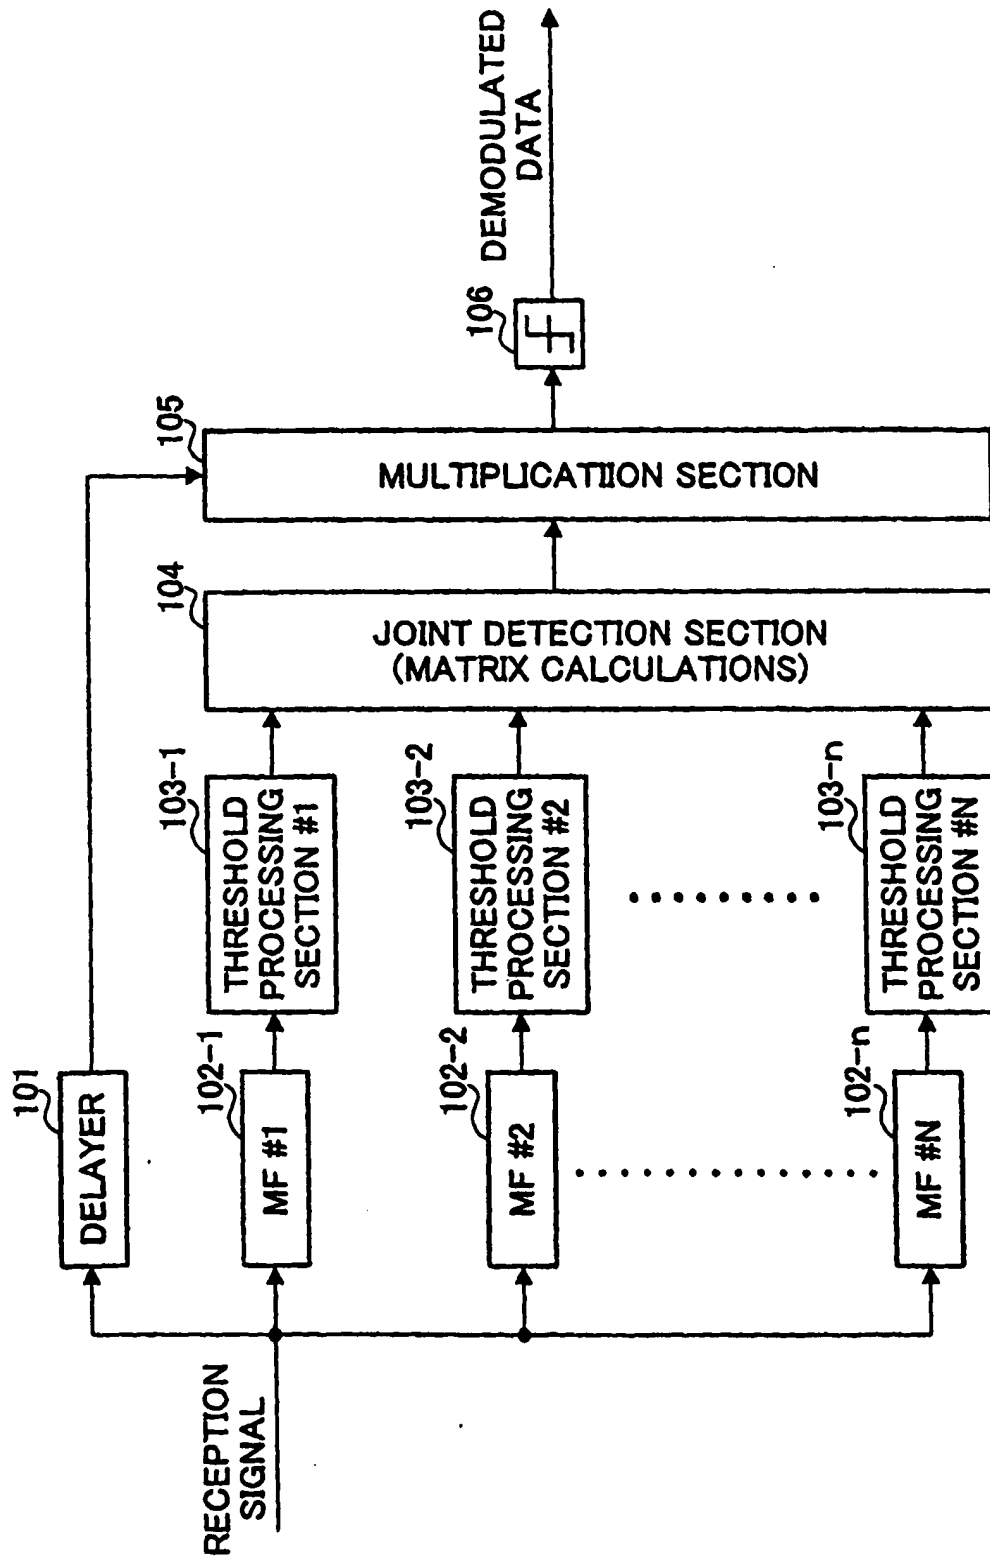 RECEPTION
SIGNAL
101
DELAYER
102-1
MF #1
102-2
MF #2
102-n
MF #N
103-1
THRESHOLD
PROCESSING
SECTION #1
103-2
THRESHOLD
PROCESSING
SECTION #2
103-n
THRESHOLD
PROCESSING
SECTION #N
104
JOINT DETECTION SECTION
(MATRIX CALCULATIONS)
105
MULTIPLICATIION SECTION
106
DEMODULATED
DATA